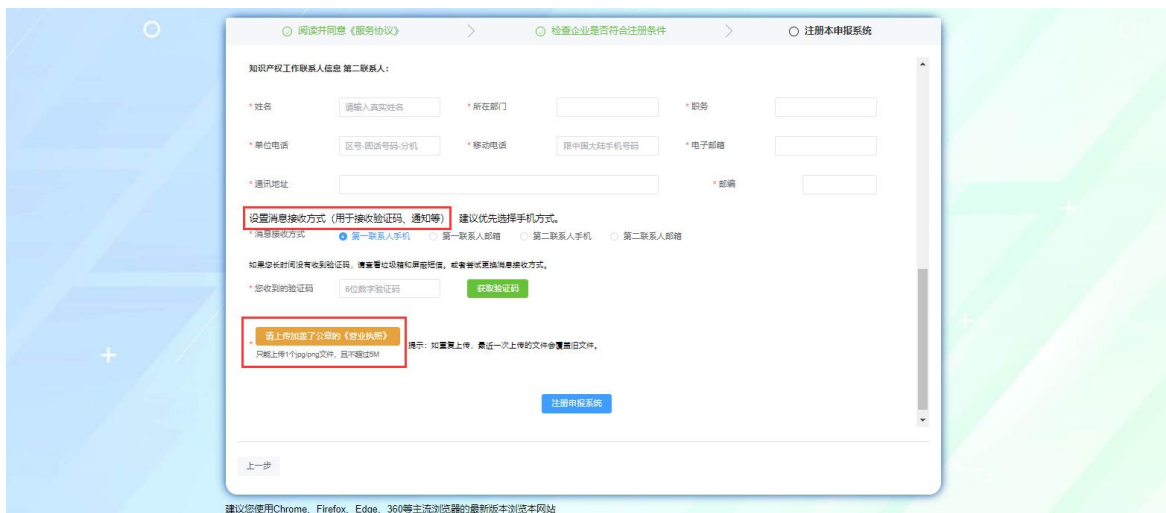 阅读并同意《服务协议》 检查企业是否符合注册条件 注册本申报系统
知识产权工作联系人信息 第二联系人：
*姓名 请输入真实姓名 *所在部门 *职务
*单位电话 区号-固话号码-分机 *移动电话 限中国大陆手机号码 *电子邮箱
*通讯地址 *邮编
设置消息接收方式（用于接收验证码、通知等） 建议优先选择手机方式。
*消息接收方式 第一联系人手机 第一联系人邮箱 第二联系人手机 第二联系人邮箱
如果您长时间没有收到验证码，请查看垃圾箱和屏蔽短信。或者尝试更换消息接收方式。
*您收到的验证码 6位数字验证码 获取验证码
* 请上传加盖了公章的《营业执照》 提示：如重复上传，最近一次上传的文件会覆盖旧文件。
只能上传1个jpg/png文件，且不超过5M
注册申报系统
上一步
建议您使用Chrome、Firefox、Edge、360等主流浏览器的最新版本浏览本网站